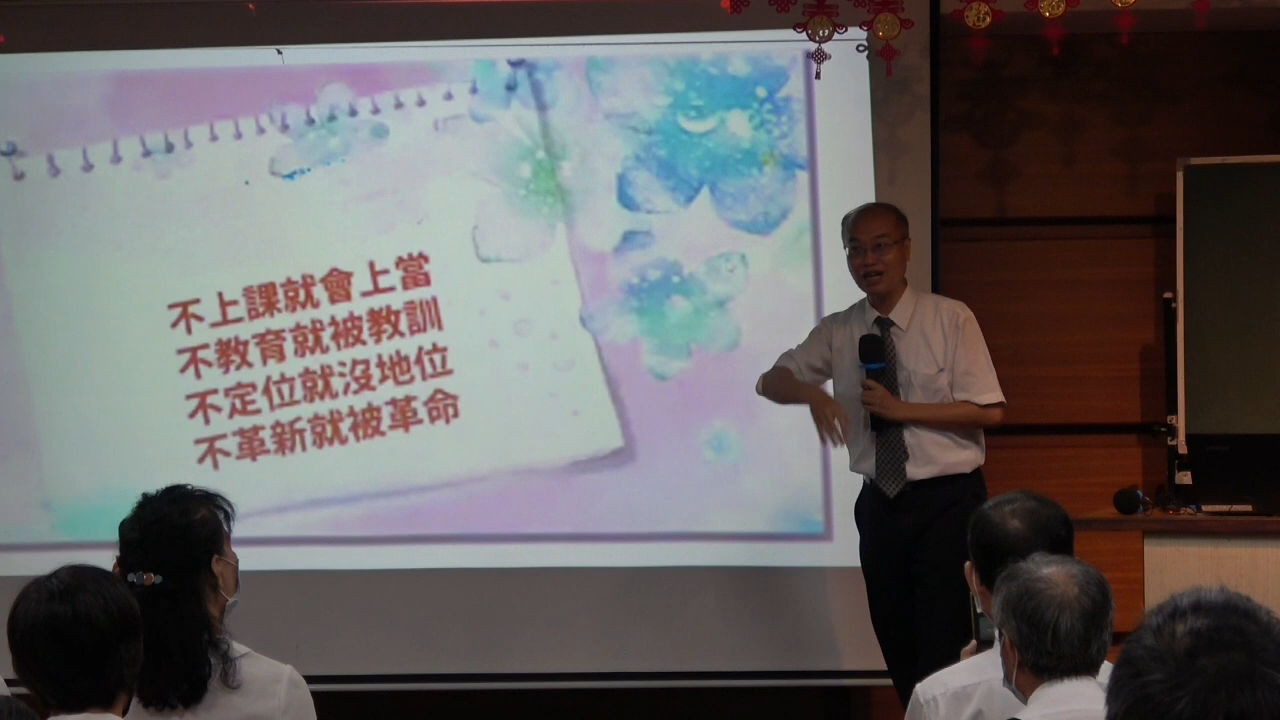 不上課就會上當
不教育就被教訓
不定位就沒地位
不革新就被革命